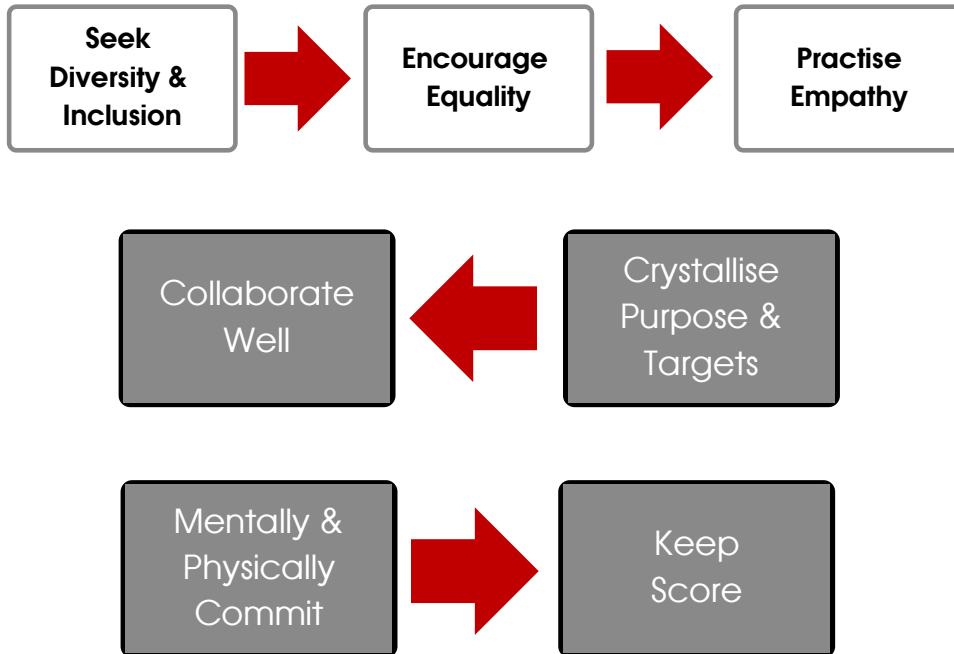 Seek
Diversity &
Inclusion
Encourage
Equality
Practise
Empathy
Collaborate
Well
Crystallise
Purpose &
Targets
Mentally &
Physically
Commit
Keep
Score